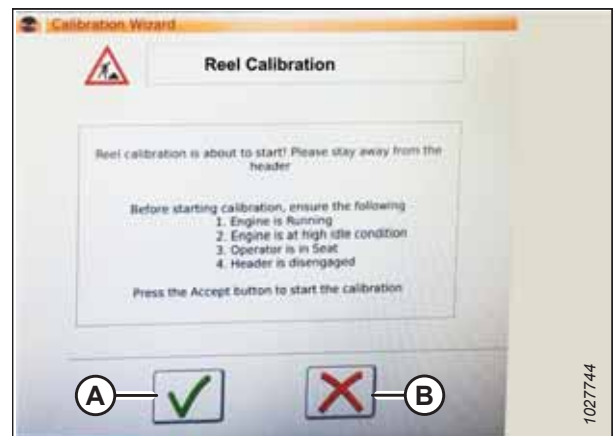 Calibration Wizard
Reel Calibration
Reel calibration is about to start! Please stay away from the
header
Before starting calibration, ensure the following
1. Engine is Running
2. Engine is at high idle condition
3. Operator is in Seat
4. Header is disengaged
Press the Accept button to start the calibration
A
B
1027744